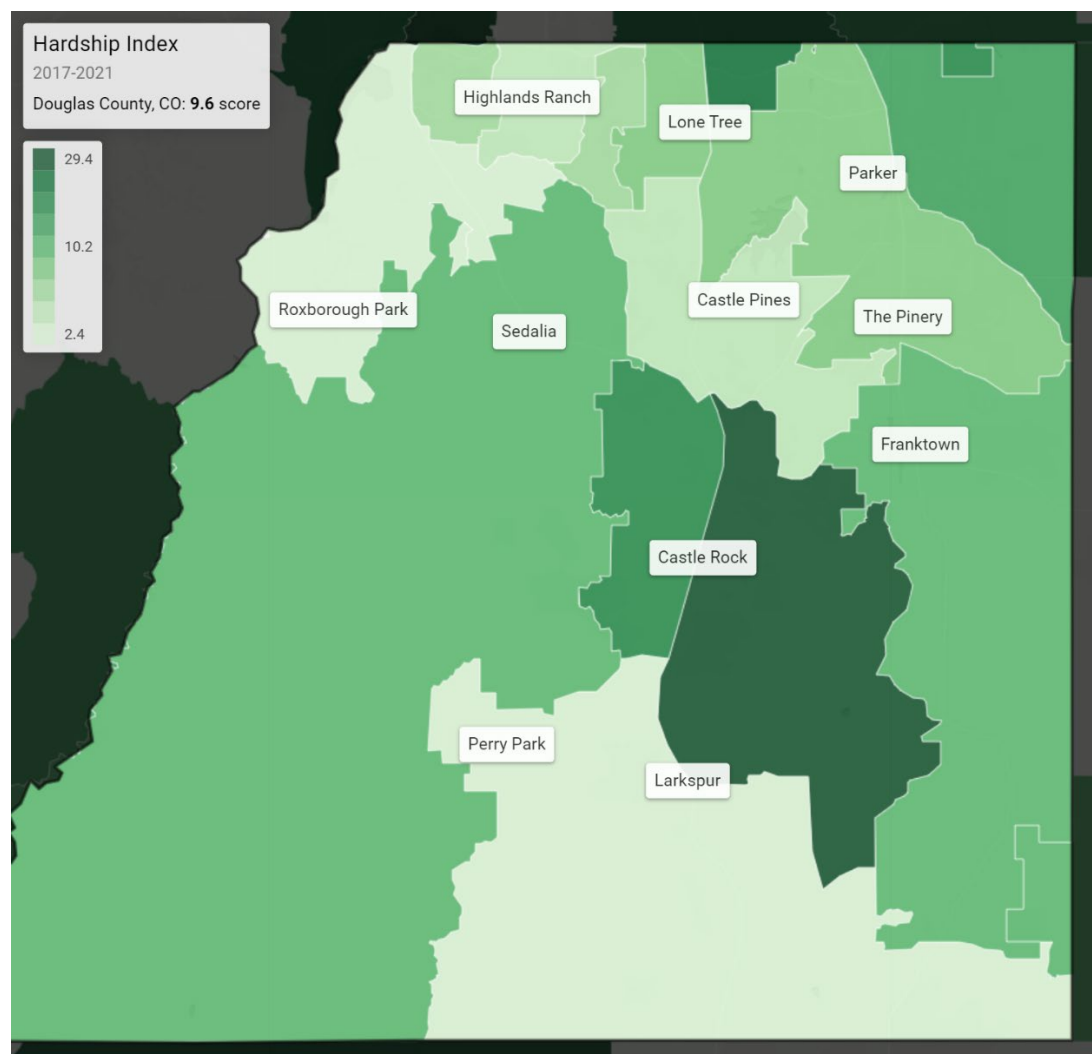 Hardship Index
2017-2021
Douglas County, CO: 9.6 score
29.4
10.2
2.4
Highlands Ranch
Lone Tree
Parker
Roxborough Park
Sedalia
Castle Pines
The Pinery
Franktown
Castle Rock
Perry Park
Larkspur